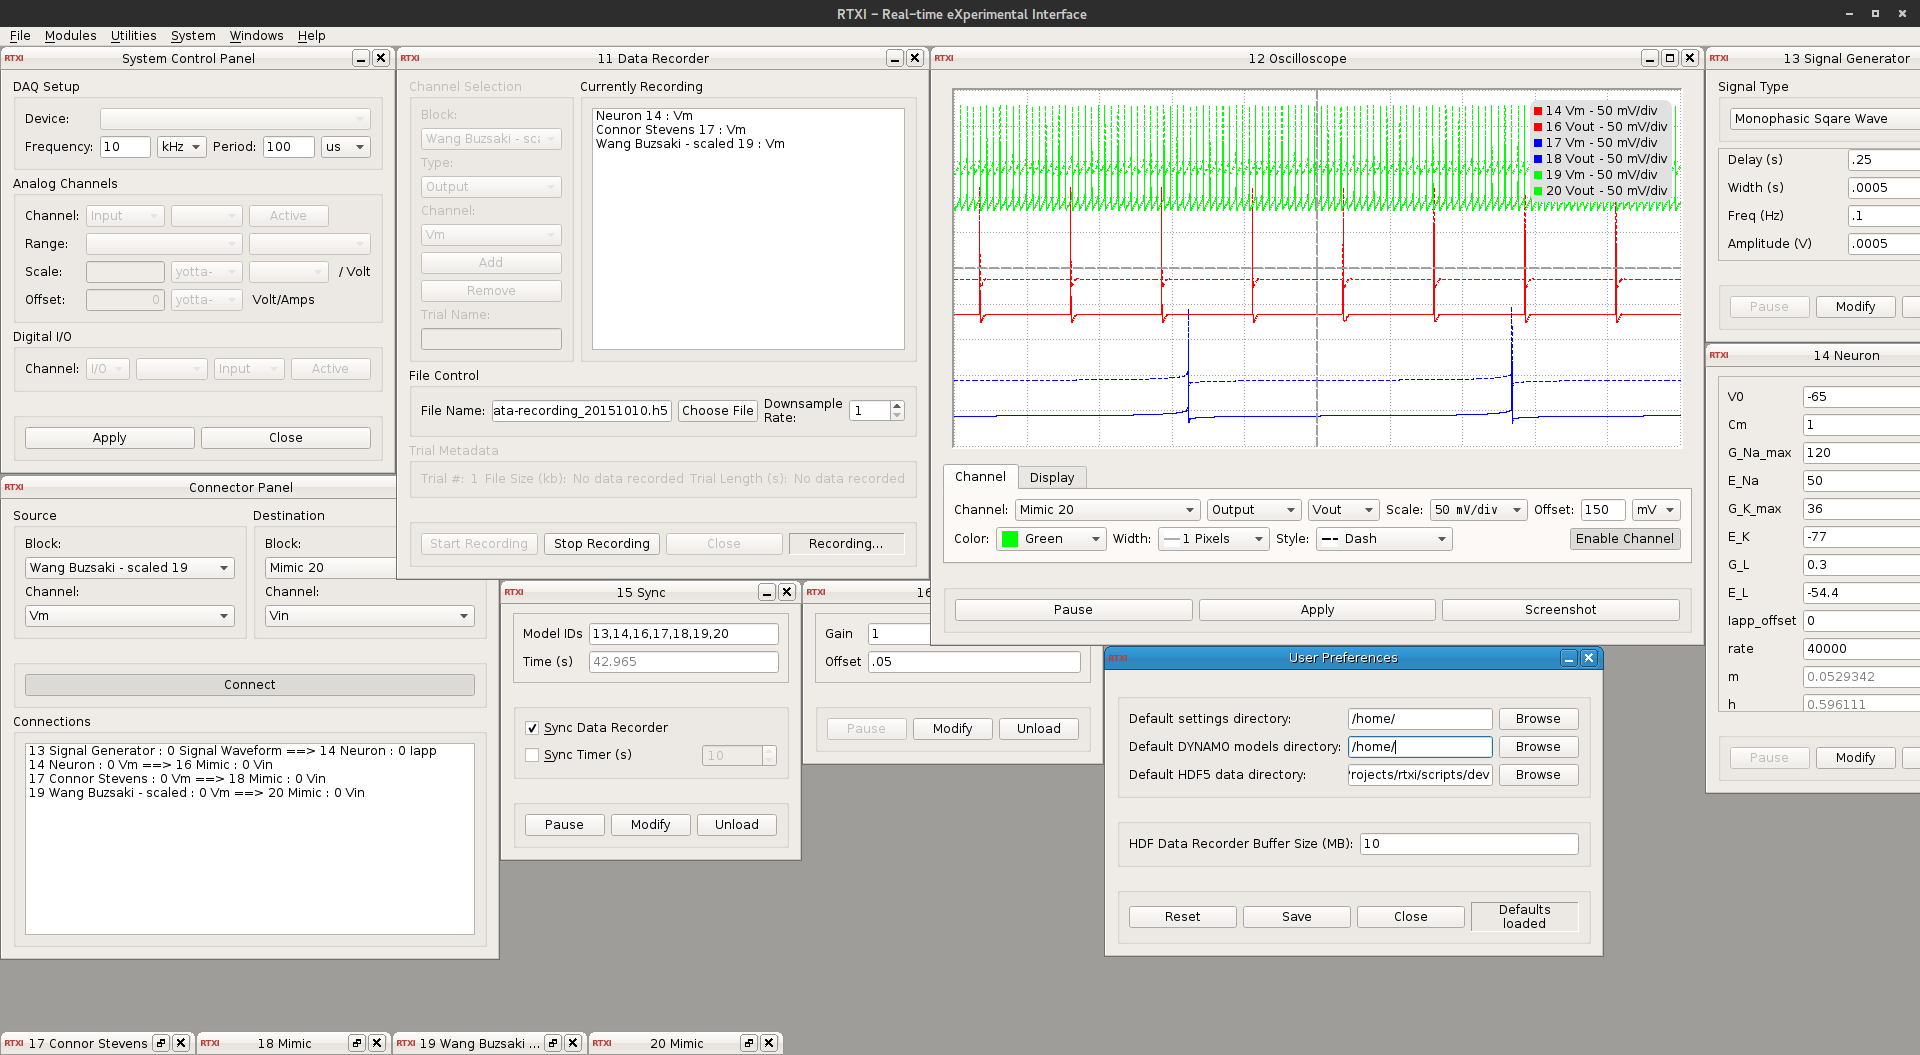 RTXI - Real-time eXperimental Interface
File Modules Utilities System Windows Help
RTXI System Control Panel
DAQ Setup
Device:
Frequency: 10 kHz Period: 100 us
Analog Channels
Channel: Input Active
Range:
Scale: yotta- / Volt
Offset: 0 yotta- Volt/Amps
Digital I/O
Channel: I/O Input Active
Apply Close
RTXI Connector Panel
Source Destination
Block: Block:
Wang Buzsaki - scaled 19 Mimic 20
Channel: Channel:
Vm Vin
Connect
Connections
13 Signal Generator : 0 Signal Waveform ==> 14 Neuron : 0 Iapp
14 Neuron : 0 Vm ==> 16 Mimic : 0 Vin
17 Connor Stevens : 0 Vm ==> 18 Mimic : 0 Vin
19 Wang Buzsaki - scaled : 0 Vm ==> 20 Mimic : 0 Vin
RTXI 11 Data Recorder
Channel Selection Currently Recording
Block:
Wang Buzsaki - sca
Type:
Output
Channel:
Vm
Add
Remove
Trial Name:
Neuron 14 : Vm
Connor Stevens 17 : Vm
Wang Buzsaki - scaled 19 : Vm
File Control
File Name: ata-recording_20151010.h5 Choose File Downsample Rate: 1
Trial Metadata
Trial #: 1 File Size (kb): No data recorded Trial Length (s): No data recorded
Start Recording Stop Recording Close Recording...
RTXI 15 Sync
Model IDs 13,14,16,17,18,19,20
Time (s) 42.965
Sync Data Recorder
Sync Timer (s) 10
Pause Modify Unload
RTXI 16
Gain 1
Offset .05
Pause Modify Unload
RTXI 12 Oscilloscope
14 Vm - 50 mV/div
16 Vout - 50 mV/div
17 Vm - 50 mV/div
18 Vout - 50 mV/div
19 Vm - 50 mV/div
20 Vout - 50 mV/div
Channel Display
Channel: Mimic 20 Output Vout Scale: 50 mV/div Offset: 150 mV
Color: Green Width: 1 Pixels Style: Dash Enable Channel
Pause Apply Screenshot
RTXI User Preferences
Default settings directory: /home/ Browse
Default DYNAMO models directory: /home/ Browse
Default HDF5 data directory: rojects/rtxi/scripts/dev Browse
HDF Data Recorder Buffer Size (MB): 10
Reset Save Close Defaults loaded
RTXI 13 Signal Generator
Signal Type
Monophasic Sqare Wave
Delay (s) .25
Width (s) .0005
Freq (Hz) .1
Amplitude (V) .0005
Pause Modify
RTXI 14 Neuron
V0 -65
Cm 1
G_Na_max 120
E_Na 50
G_K_max 36
E_K -77
G_L 0.3
E_L -54.4
Iapp_offset 0
rate 40000
m 0.0529342
h 0.596111
Pause Modify
RTXI 17 Connor Stevens RTXI 18 Mimic RTXI 19 Wang Buzsaki ... RTXI 20 Mimic